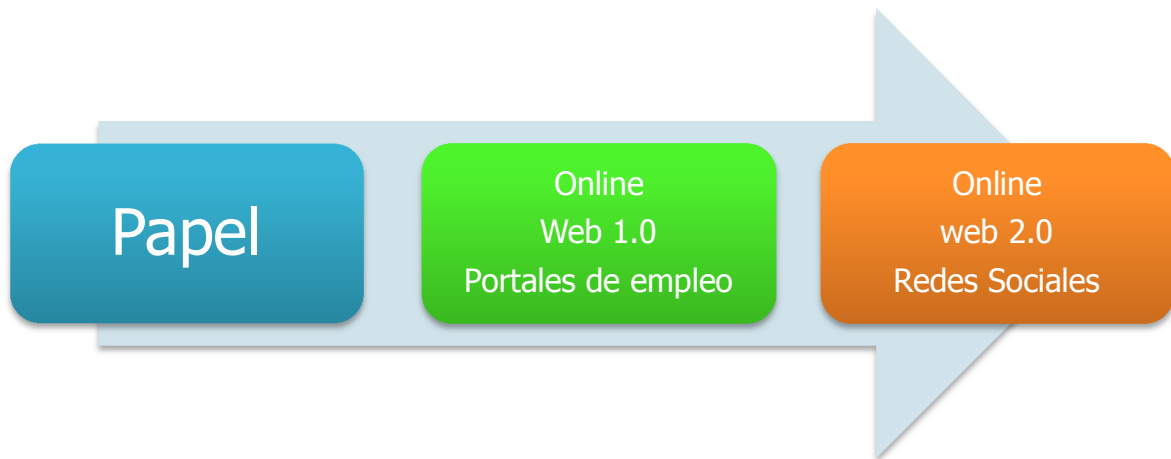 Papel
Online
Web 1.0
Portales de empleo
Online
web 2.0
Redes Sociales